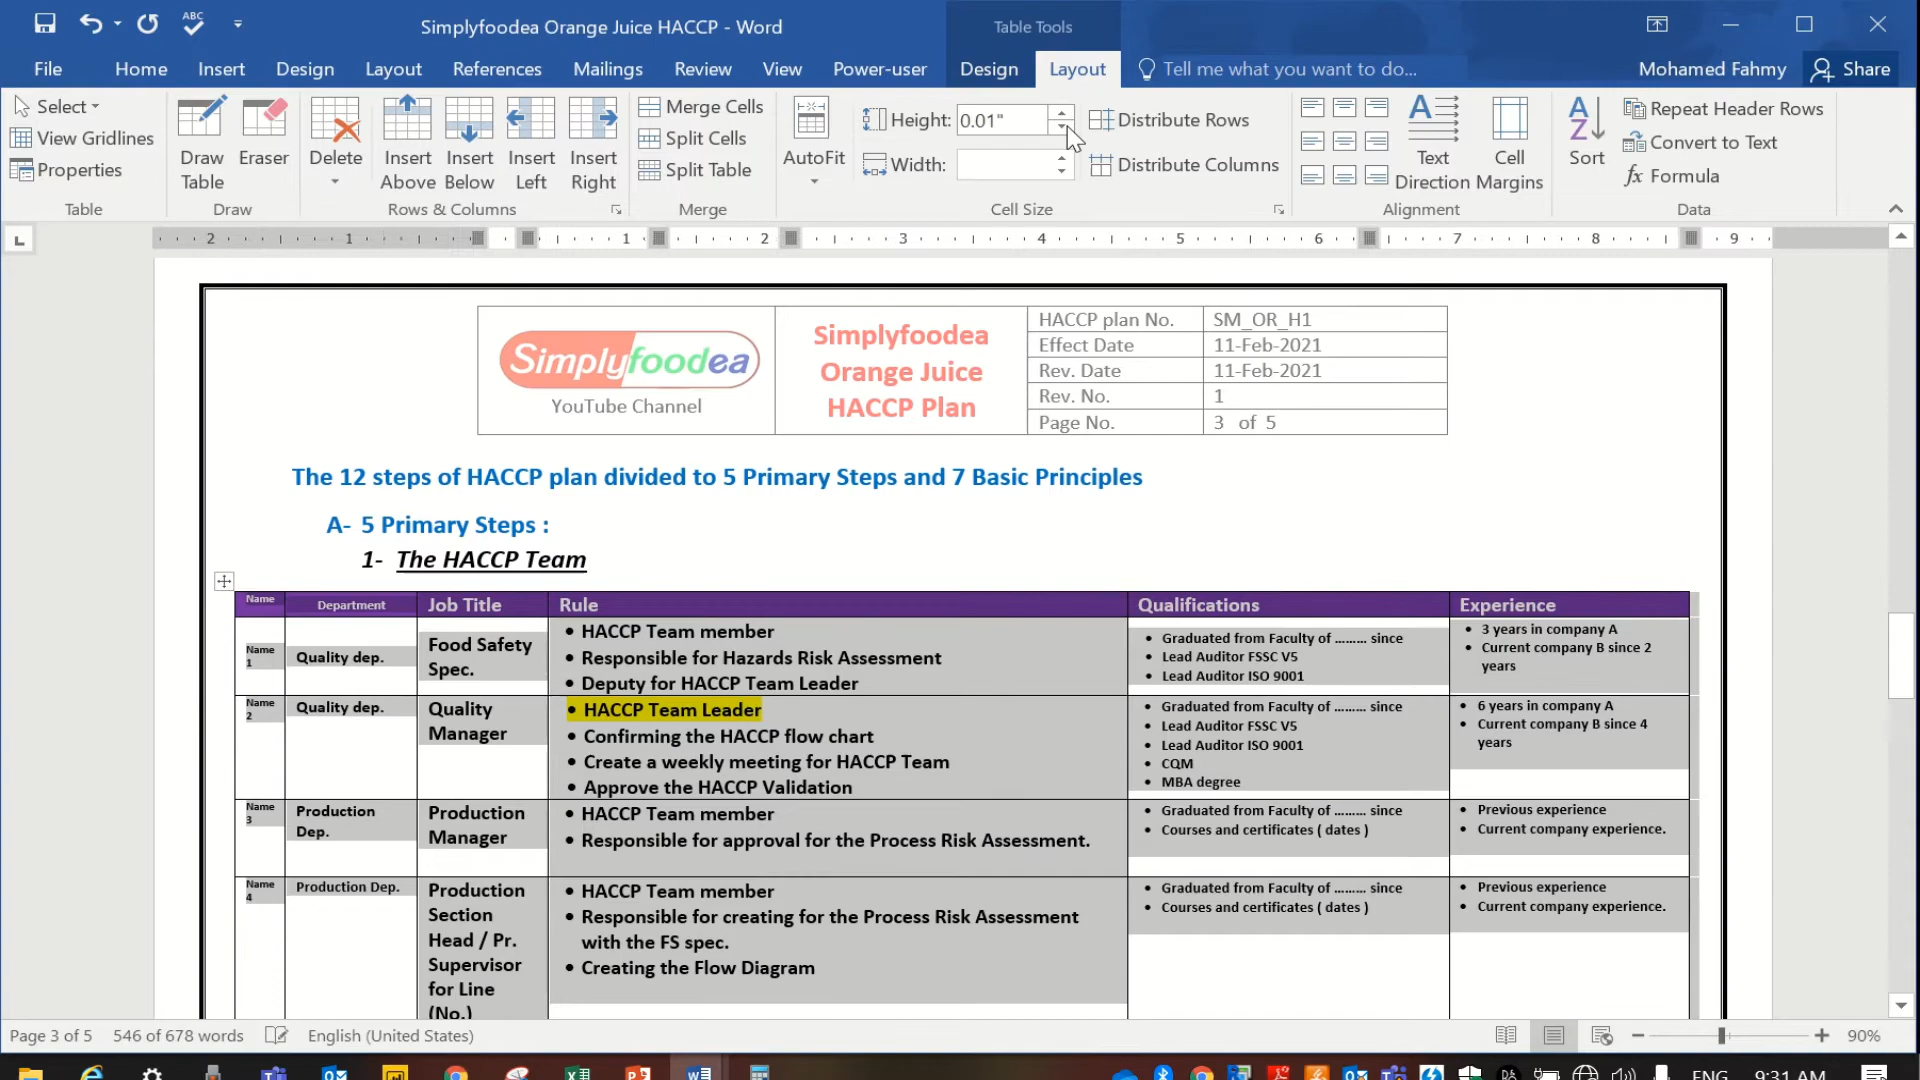 ABC
Simplyfoodea Orange Juice HACCP - Word
Table Tools
File
Home
Insert
Design
Layout
References
Mailings
Review
View
Power-user
Design
Layout
Tell me what you want to do...
Mohamed Fahmy
Share
Select
View Gridlines
Properties
Table
Draw
Table
Eraser
Draw
Delete
Insert
Above
Insert
Below
Insert
Left
Insert
Right
Rows & Columns
Merge Cells
Split Cells
Split Table
Merge
AutoFit
Height: 0.01"
Width:
Distribute Rows
Distribute Columns
Cell Size
Text
Direction
Cell
Margins
Alignment
Sort
Repeat Header Rows
Convert to Text
fx Formula
Data
2 1 1 2 3 4 5 6 7 8 9
Simplyfoodea
YouTube Channel
Simplyfoodea
Orange Juice
HACCP Plan
HACCP plan No. SM_OR_H1
Effect Date 11-Feb-2021
Rev. Date 11-Feb-2021
Rev. No. 1
Page No. 3 of 5
The 12 steps of HACCP plan divided to 5 Primary Steps and 7 Basic Principles
A- 5 Primary Steps :
1- The HACCP Team
Name Department Job Title Rule Qualifications Experience
Name
1
Quality dep.
Food Safety
Spec.
• HACCP Team member
• Responsible for Hazards Risk Assessment
• Deputy for HACCP Team Leader
• Graduated from Faculty of ......... since
• Lead Auditor FSSC V5
• Lead Auditor ISO 9001
• 3 years in company A
• Current company B since 2
years
Name
2
Quality dep.
Quality
Manager
• HACCP Team Leader
• Confirming the HACCP flow chart
• Create a weekly meeting for HACCP Team
• Approve the HACCP Validation
• Graduated from Faculty of ......... since
• Lead Auditor FSSC V5
• Lead Auditor ISO 9001
• CQM
• MBA degree
• 6 years in company A
• Current company B since 4
years
Name
3
Production
Dep.
Production
Manager
• HACCP Team member
• Responsible for approval for the Process Risk Assessment.
• Graduated from Faculty of ......... since
• Courses and certificates ( dates )
• Previous experience
• Current company experience.
Name
4
Production Dep.
Production
Section
Head / Pr.
Supervisor
for Line
(No.)
• HACCP Team member
• Responsible for creating for the Process Risk Assessment
with the FS spec.
• Creating the Flow Diagram
• Graduated from Faculty of ......... since
• Courses and certificates ( dates )
• Previous experience
• Current company experience.
Page 3 of 5
546 of 678 words
English (United States)
90%
ENG
9:31 AM